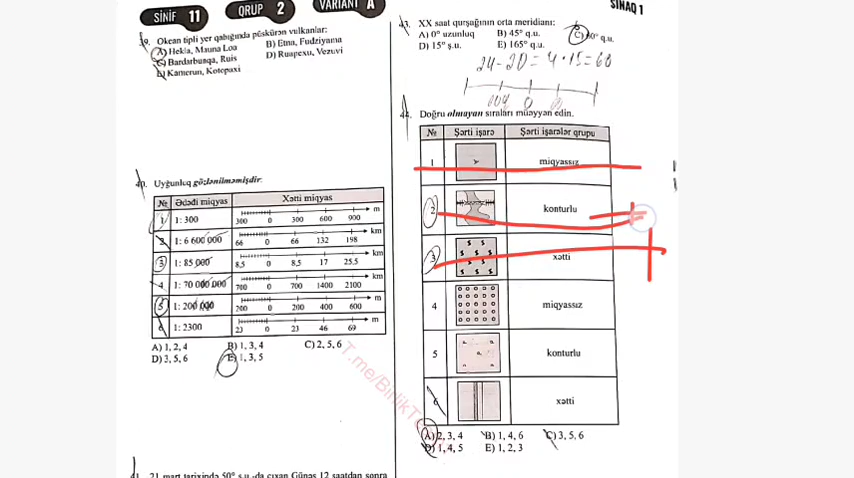 SİNİF 11
QRUP 2
VARİANT A
SINAQ 1
39. Okean tipli yer qabığında püskürən vulkanlar:
A) Hekla, Mauna Loa
B) Etna, Fudziyama
C) Bardarbunqa, Ruis
D) Ruapexu, Vezuvi
E) Kamerun, Kotopaxi
40. Uyğunluq gözlənilməmişdir:
№ Ədədi miqyas Xətti miqyas
1 1: 300 300 0 300 600 900 m
2 1: 6 600 000 66 0 66 132 198 km
3 1: 85 000 8,5 0 8,5 17 25,5 km
4 1: 70 000 000 700 0 700 1400 2100 km
5 1: 200 000 200 0 200 400 600 m
6 1: 2300 23 0 23 46 69 m
A) 1, 2, 4 B) 1, 3, 4 C) 2, 5, 6
D) 3, 5, 6 E) 1, 3, 5
21 mart tarixində 50° ş.u.-da çıxan Günəş 12 saatdan sonra
43. XX saat qurşağının orta meridianı:
A) 0° uzunluq B) 45° q.u. C) 60° q.u.
D) 15° ş.u. E) 165° q.u.
24-20=4·15=60
0
44. Doğru olmayan sıraları müəyyən edin.
№ Şərti işarə Şərti işarələr qrupu
1 miqyassız
2 konturlu
3 xətti
4 miqyassız
5 konturlu
6 xətti
A) 2, 3, 4 B) 1, 4, 6 C) 3, 5, 6
D) 1, 4, 5 E) 1, 2, 3